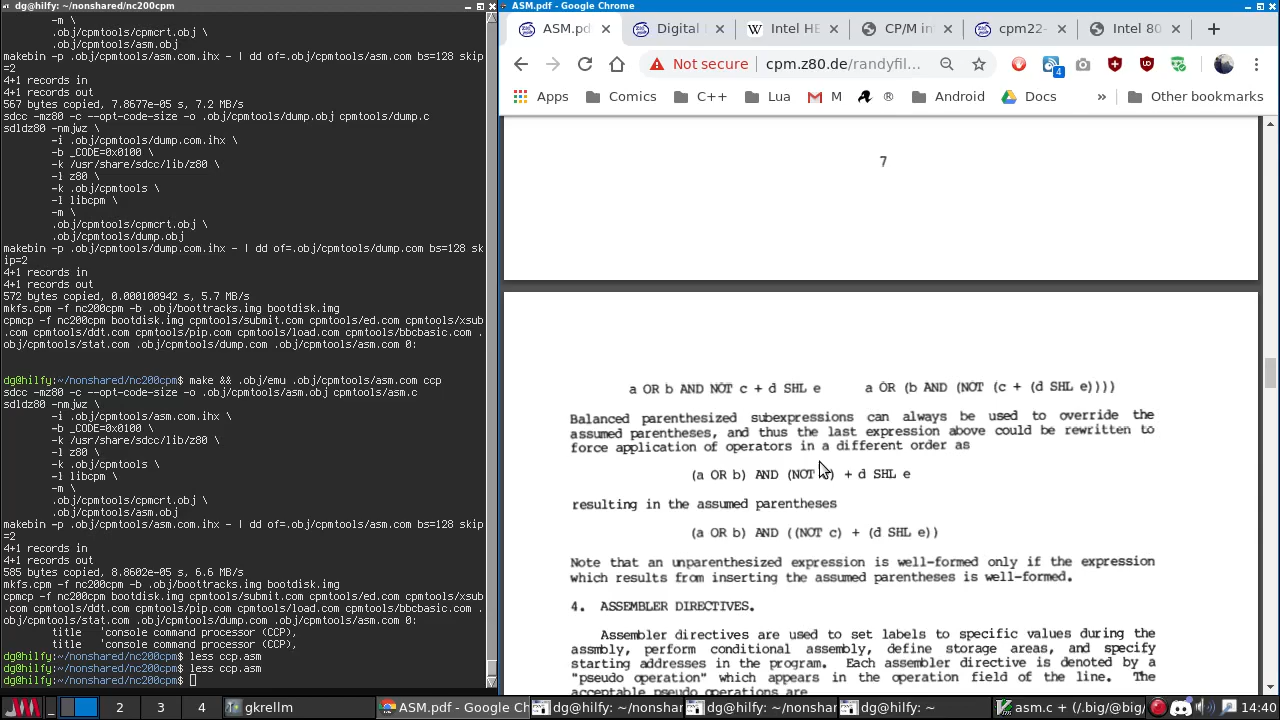 dg@hilfy: ~/nonshared/nc200cpm
-m \
.obj/cpmtools/cpmcrt.obj \
.obj/cpmtools/asm.obj
makebin -p .obj/cpmtools/asm.com.ihx - | dd of=.obj/cpmtools/asm.com bs=128 skip
=2
4+1 records in
4+1 records out
567 bytes copied, 7.8677e-05 s, 7.2 MB/s
sdcc -mz80 -c --opt-code-size -o .obj/cpmtools/dump.obj cpmtools/dump.c
sdldz80 -nmjwz \
-i .obj/cpmtools/dump.com.ihx \
-b _CODE=0x0100 \
-k /usr/share/sdcc/lib/z80 \
-l z80 \
-k .obj/cpmtools \
-l libcpm \
-m \
.obj/cpmtools/cpmcrt.obj \
.obj/cpmtools/dump.obj
makebin -p .obj/cpmtools/dump.com.ihx - | dd of=.obj/cpmtools/dump.com bs=128 sk
ip=2
4+1 records in
4+1 records out
572 bytes copied, 0.000100942 s, 5.7 MB/s
mkfs.cpm -f nc200cpm -b .obj/boottracks.img bootdisk.img
cpmcp -f nc200cpm bootdisk.img cpmtools/submit.com cpmtools/ed.com cpmtools/xsub
.com cpmtools/ddt.com cpmtools/pip.com cpmtools/load.com cpmtools/bbcbasic.com .
obj/cpmtools/stat.com .obj/cpmtools/dump.com .obj/cpmtools/asm.com 0:
dg@hilfy:~/nonshared/nc200cpm$ make && .obj/emu .obj/cpmtools/asm.com ccp
sdcc -mz80 -c --opt-code-size -o .obj/cpmtools/asm.obj cpmtools/asm.c
sdldz80 -nmjwz \
-i .obj/cpmtools/asm.com.ihx \
-b _CODE=0x0100 \
-k /usr/share/sdcc/lib/z80 \
-l z80 \
-k .obj/cpmtools \
-l libcpm \
-m \
.obj/cpmtools/cpmcrt.obj \
.obj/cpmtools/asm.obj
makebin -p .obj/cpmtools/asm.com.ihx - | dd of=.obj/cpmtools/asm.com bs=128 skip
=2
4+1 records in
4+1 records out
585 bytes copied, 8.8602e-05 s, 6.6 MB/s
mkfs.cpm -f nc200cpm -b .obj/boottracks.img bootdisk.img
cpmcp -f nc200cpm bootdisk.img cpmtools/submit.com cpmtools/ed.com cpmtools/xsub
.com cpmtools/ddt.com cpmtools/pip.com cpmtools/load.com cpmtools/bbcbasic.com .
obj/cpmtools/stat.com .obj/cpmtools/dump.com .obj/cpmtools/asm.com 0:
title 'console command processor (CCP),
title 'console command processor (CCP),
dg@hilfy:~/nonshared/nc200cpm$ less ccp.asm
dg@hilfy:~/nonshared/nc200cpm$ less ccp.asm
dg@hilfy:~/nonshared/nc200cpm$
ASM.pdf - Google Chrome
ASM.pd Digital Intel HE CP/M in cpm22- Intel 80
Not secure cpm.z80.de/randyfil... 4
Apps Comics C++ Lua M ® Android Docs » Other bookmarks
7
a OR b AND NOT c + d SHL e a OR (b AND (NOT (c + (d SHL e))))
Balanced parenthesized subexpressions can always be used to override the
assumed parentheses, and thus the last expression above could be rewritten to
force application of operators in a different order as
(a OR b) AND (NOT ) + d SHL e
resulting in the assumed parentheses
(a OR b) AND ((NOT c) + (d SHL e))
Note that an unparenthesized expression is well-formed only if the expression
which results from inserting the assumed parentheses is well-formed.
4. ASSEMBLER DIRECTIVES.
Assembler directives are used to set labels to specific values during the
assmbly, perform conditional assembly, define storage areas, and specify
starting addresses in the program. Each assembler directive is denoted by a
"pseudo operation" which appears in the operation field of the line. The
acceptable pseudo operations are
2 3 4 gkrellm ASM.pdf - Google Ch dg@hilfy: ~/nonshar dg@hilfy: ~/nonshar dg@hilfy: ~ asm.c + (/.big/@big/ 14:40